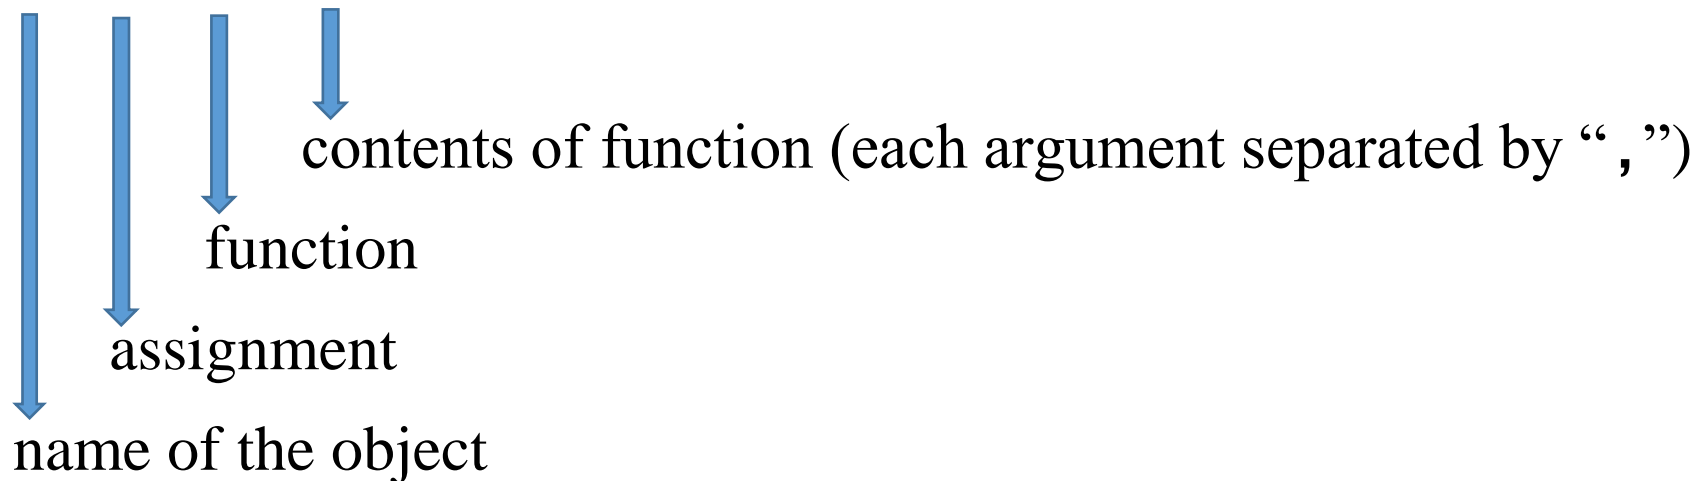 contents of function (each argument separated by “,”)
function
assignment
name of the object